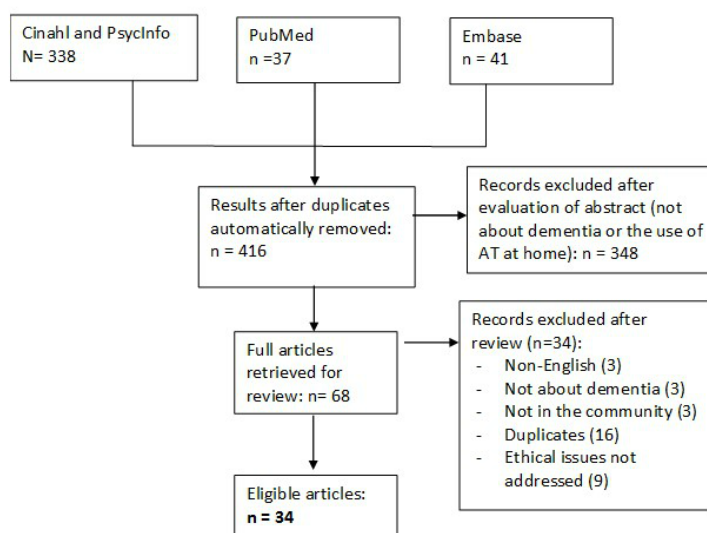 Cinahl and PsycInfo
N= 338
PubMed
n =37
Embase
n = 41
Results after duplicates
automatically removed:
n = 416
Records excluded after
evaluation of abstract (not
about dementia or the use of
AT at home): n = 348
Full articles
retrieved for
review: n= 68
Records excluded after
review (n=34):
- Non-English (3)
- Not about dementia (3)
- Not in the community (3)
- Duplicates (16)
- Ethical issues not
addressed (9)
Eligible articles:
n = 34